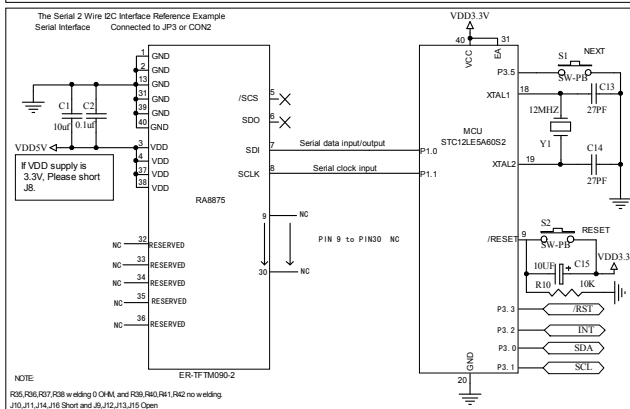 The Serial 2 Wire I2C Interface Reference Example
Serial Interface Connected to JP3 or CON2
VDD3.3V
40 31
VCC
EA
1 GND
2 GND
13 GND
31 GND
39 GND
40 GND
C1
10uf
C2
0.1uf
VDD5V
3 VDD
4 VDD
37 VDD
38 VDD
If VDD supply is
3.3V, Please short
J8.
/SCS 5
SDO 6
SDI 7
SCLK 8
RA8875
Serial data input/output
Serial clock input
P1.0
P1.1
9 NC
PIN 9 to PIN30 NC
30 NC
NC 32 RESERVED
NC 33 RESERVED
NC 34 RESERVED
NC 35 RESERVED
NC 36 RESERVED
ER-TFTM090-2
MCU
STC12LE5A60S2
P3.5
S1 NEXT
SW-PB
XTAL1 18
C13
27PF
12MHZ
Y1
XTAL2 19
C14
27PF
/RESET 9
S2 RESET
SW-PB
VDD3.3
10UF + C15
R10 10K
P3. 3 /RST
P3. 2 INT
P3. 0 SDA
P3. 1 SCL
GND
20
NOTE:
R35,R36,R37,R38 welding 0 OHM, and R39,R40,R41,R42 no welding.
J10,J11,J14,J16 Short and J9,J12,J13,J15 Open